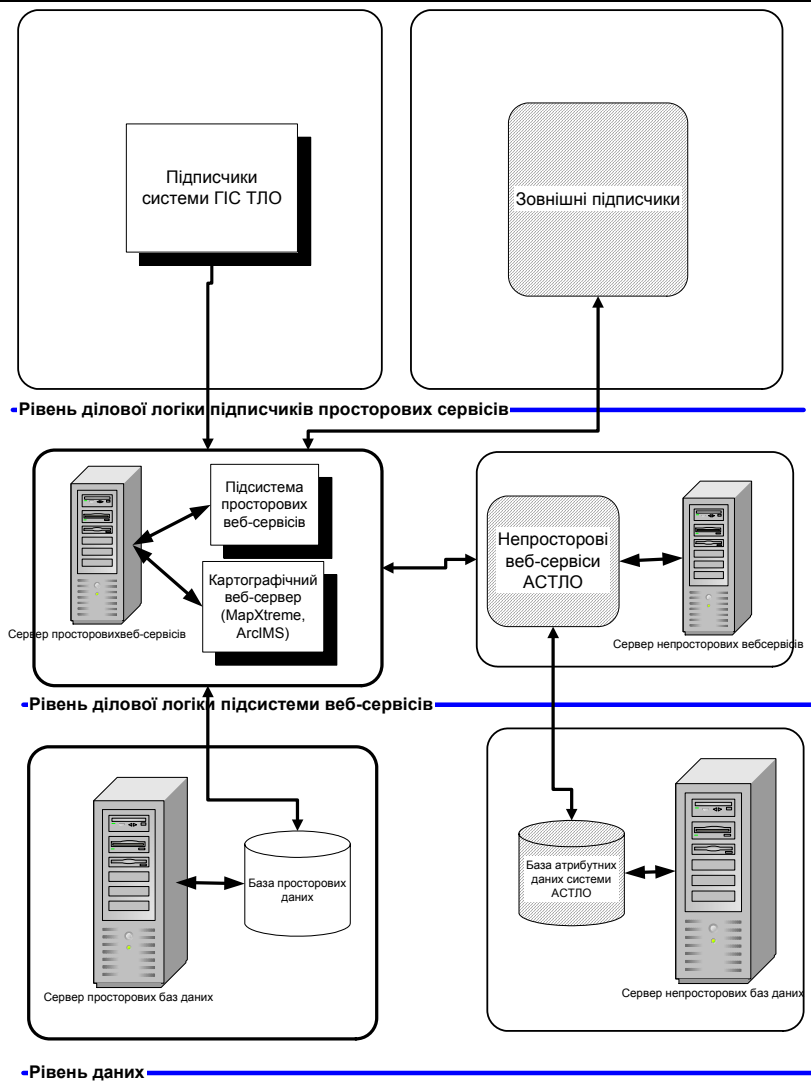 Підписчики
системи ГІС ТЛО
Зовнішні підписчики
Рівень ділової логіки підписчиків просторових сервісів
Підсистема
просторових
веб-сервісів
Картографічний
веб-сервер
(MapXtreme,
ArcIMS)
Сервер просторовихвеб-сервісів
Непросторові
веб-сервіси
АСТЛО
Сервер непросторових вебсервісів
Рівень ділової логіки підсистеми веб-сервісів
База просторових
даних
Сервер просторових баз даних
База атрибутних
даних системи
АСТЛО
Сервер непросторових баз даних
Рівень даних